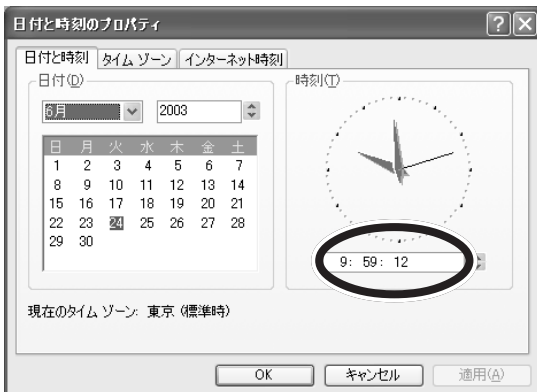 日付と時刻のプロパティ
日付と時刻 タイム ゾーン インターネット時刻
日付(D)
6月 2003
日 月 火 水 木 金 土
1 2 3 4 5 6 7
8 9 10 11 12 13 14
15 16 17 18 19 20 21
22 23 24 25 26 27 28
29 30
時刻(T)
9: 59: 12
現在のタイム ゾーン: 東京 (標準時)
OK キャンセル 適用(A)